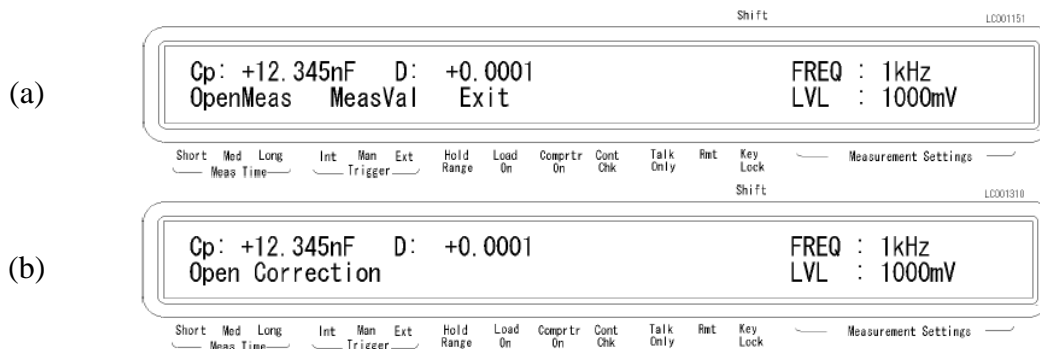 Shift
LC001151
(a)
Cp: +12.345nF D: +0.0001 FREQ : 1kHz
OpenMeas MeasVal Exit LVL : 1000mV
Short Med Long Int Man Ext Hold Range Load On Comprtr On Cont Chk Talk Only Rmt Key Lock Measurement Settings
Meas Time Trigger
Shift
LC001310
(b)
Cp: +12.345nF D: +0.0001 FREQ : 1kHz
Open Correction LVL : 1000mV
Short Med Long Int Man Ext Hold Range Load On Comprtr On Cont Chk Talk Only Rmt Key Lock Measurement Settings
Meas Time Trigger